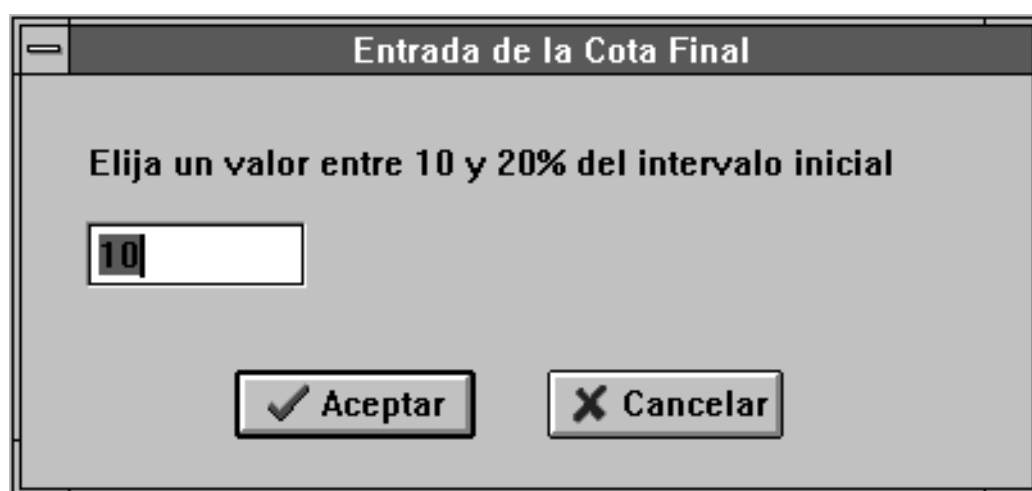 Entrada de la Cota Final
Elija un valor entre 10 y 20% del intervalo inicial
10
Aceptar
Cancelar